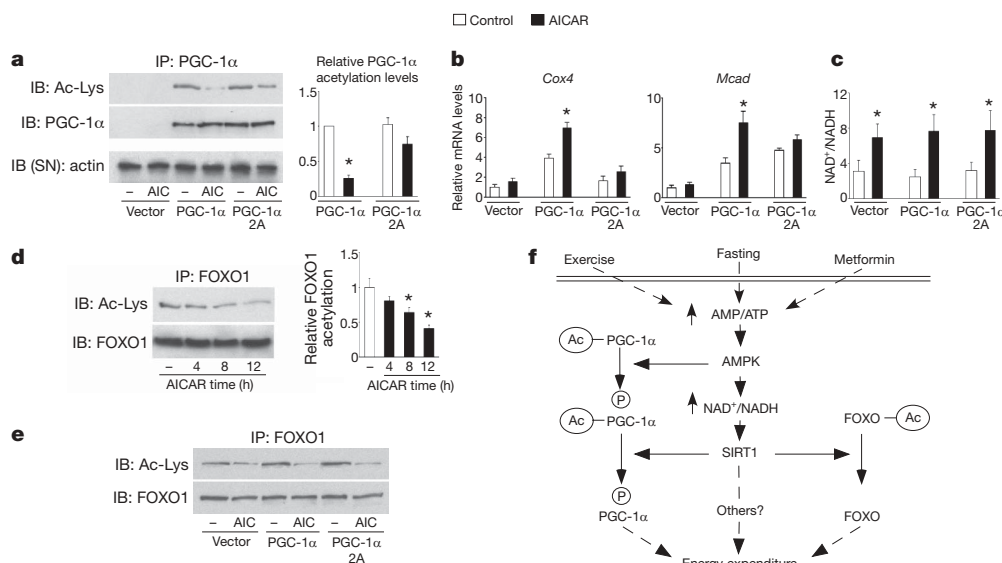 Control AICAR
a
IP: PGC-1α
IB: Ac-Lys
IB: PGC-1α
IB (SN): actin
– AIC – AIC – AIC
Vector PGC-1α PGC-1α
2A
Relative PGC-1α
acetylation levels
1.5
1
0.5
0
*
PGC-1α PGC-1α
2A
b
Cox4
Relative mRNA levels
10
8
6
4
2
0
*
Vector PGC-1α PGC-1α
2A
Mcad
10
5
0
*
Vector PGC-1α PGC-1α
2A
c
NAD+/NADH
12
8
4
0
* * *
Vector PGC-1α PGC-1α
2A
d
IP: FOXO1
IB: Ac-Lys
IB: FOXO1
– 4 8 12
AICAR time (h)
Relative FOXO1
acetylation
1.5
1
0.5
0
* *
– 4 8 12
AICAR time (h)
e
IP: FOXO1
IB: Ac-Lys
IB: FOXO1
– AIC – AIC – AIC
Vector PGC-1α PGC-1α
2A
f
Exercise Fasting Metformin
AMP/ATP
Ac PGC-1α
AMPK
P
NAD+/NADH
Ac PGC-1α
FOXO Ac
SIRT1
P
PGC-1α
Others?
FOXO
Energy expenditure